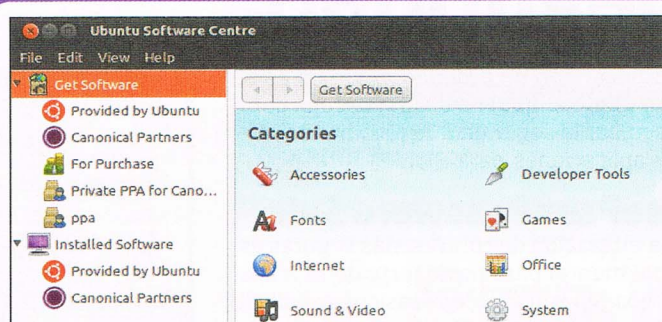 Ubuntu Software Centre
File Edit View Help
Get Software
Provided by Ubuntu
Canonical Partners
For Purchase
Private PPA for Cano...
ppa
Installed Software
Provided by Ubuntu
Canonical Partners
Get Software
Categories
Accessories
Developer Tools
Fonts
Games
Internet
Office
Sound & Video
System